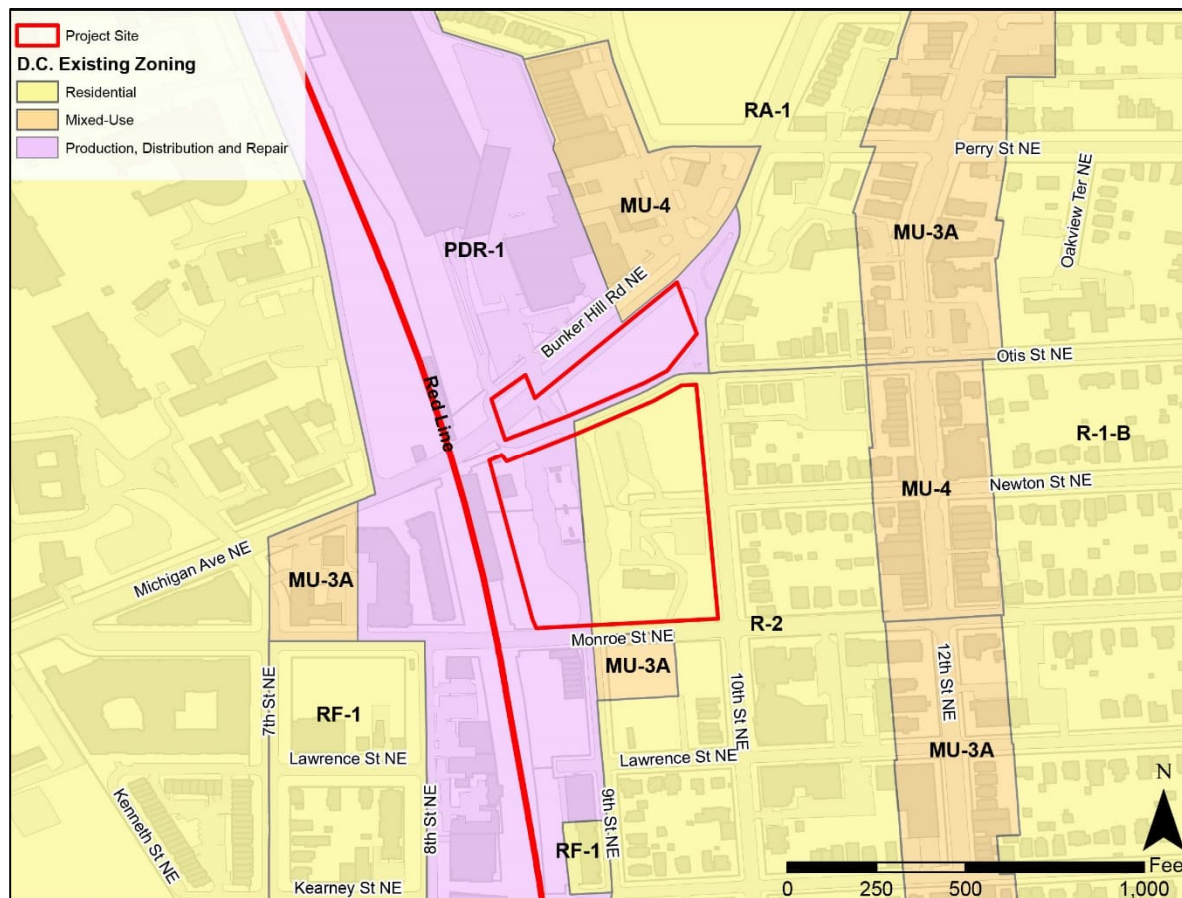 Project Site
D.C. Existing Zoning
Residential
Mixed-Use
Production, Distribution and Repair
RA-1
Perry St NE
Oakview Ter NE
MU-4
MU-3A
PDR-1
Bunker Hill Rd NE
Otis St NE
Red Line
R-1-B
MU-4
Newton St NE
Michigan Ave NE
MU-3A
R-2
Monroe St NE
MU-3A
12th St NE
7th St NE
RF-1
10th St NE
MU-3A
Lawrence St NE
Lawrence St NE
8th St NE
9th St NE
Kenneth St NE
RF-1
Kearney St NE
N
Fee
0 250 500 1,000